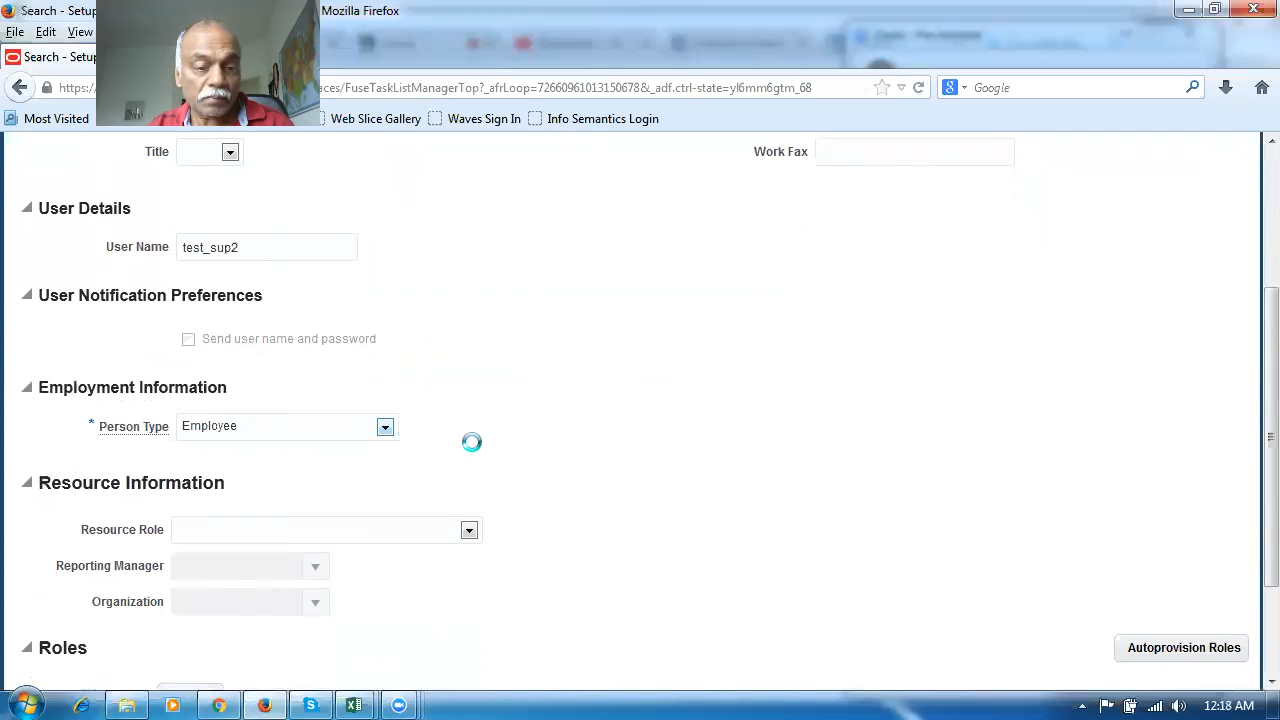 Search - Setup
Mozilla Firefox
File Edit View
Search - Setup
https://
aces/FuseTaskListManagerTop?_afrLoop=7266096101315067&_adf.ctrl-state=yl6mm6gtm_68
Google
Most Visited
Web Slice Gallery
Waves Sign In
Info Semantics Login
Title
Work Fax
User Details
User Name test_sup2
User Notification Preferences
Send user name and password
Employment Information
* Person Type Employee
Resource Information
Resource Role
Reporting Manager
Organization
Roles
Autoprovision Roles
12:18 AM